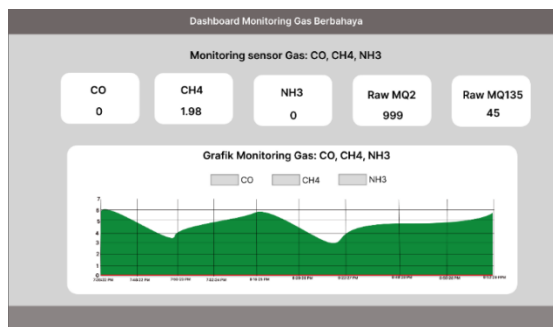 Dashboard Monitoring Gas Berbahaya
Monitoring sensor Gas: CO, CH4, NH3
CO
0
CH4
1.98
NH3
0
Raw MQ2
999
Raw MQ135
45
Grafik Monitoring Gas: CO, CH4, NH3
CO CH4 NH3
7
6
5
4
3
2
1
0